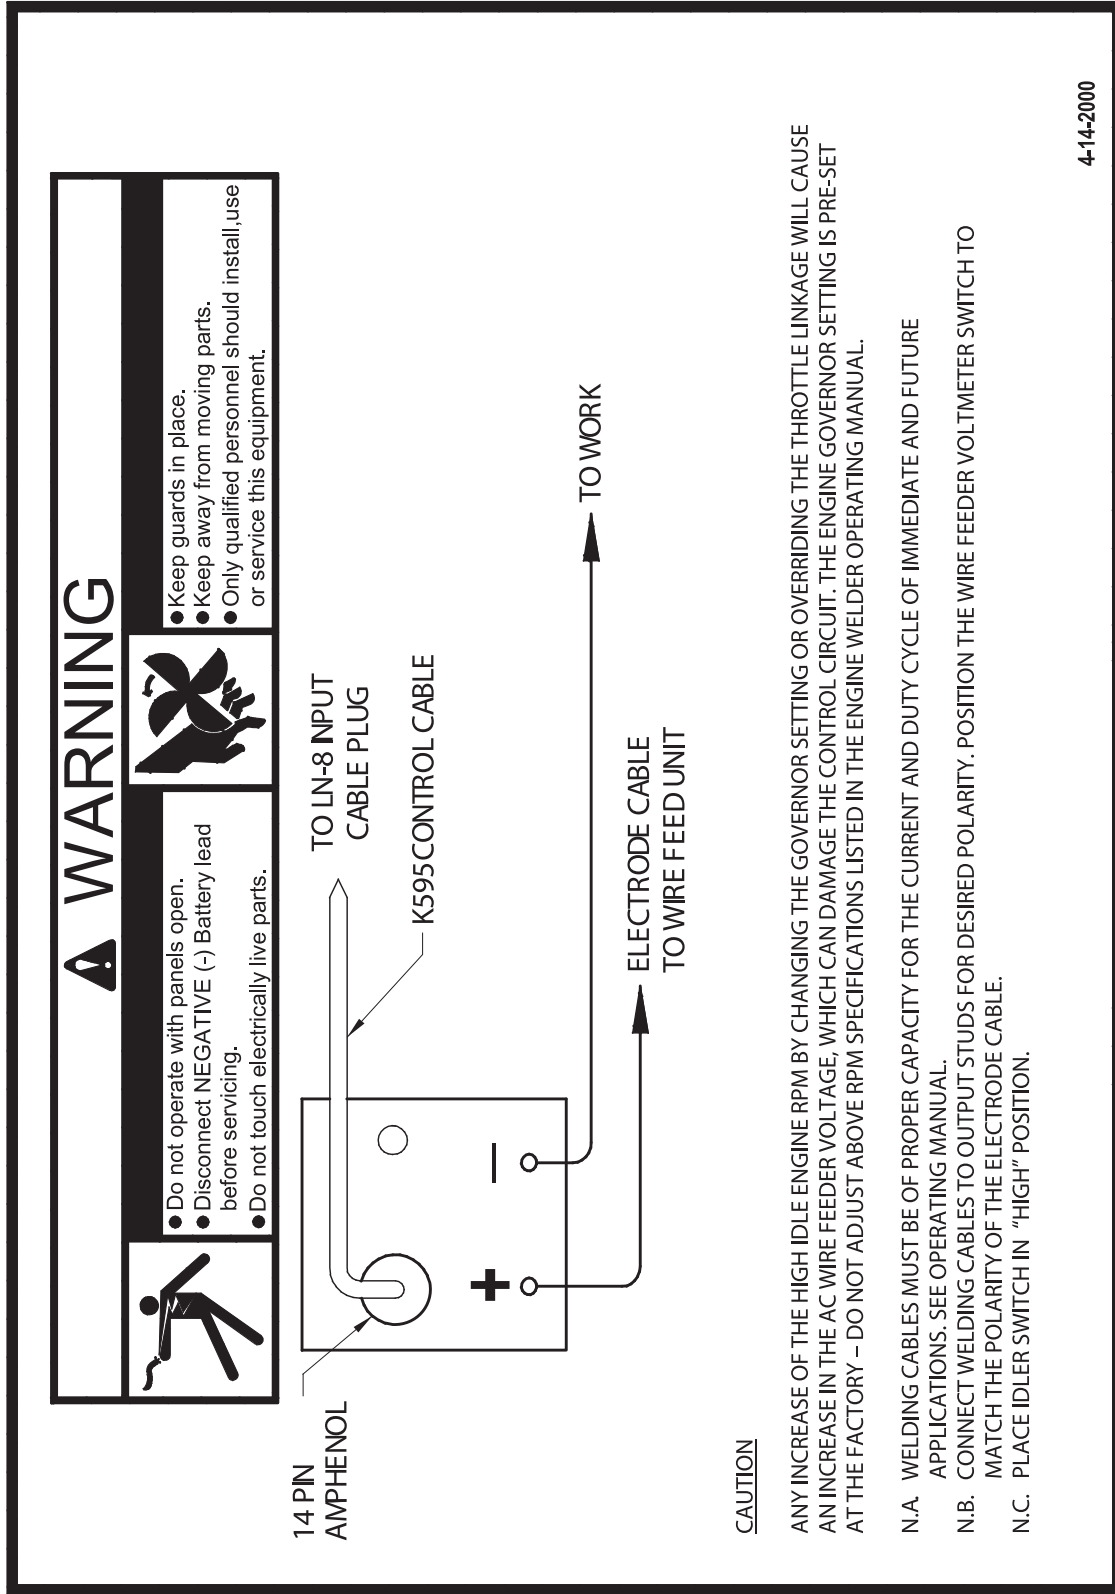 WARNING
● Do not operate with panels open.
● Disconnect NEGATIVE (-) Battery lead
before servicing.
● Do not touch electrically live parts.
● Keep guards in place.
● Keep away from moving parts.
● Only qualified personnel should install,use
or service this equipment.
14 PIN
AMPHENOL
TO LN-8 INPUT
CABLE PLUG
K595 CONTROL CABLE
+
–
ELECTRODE CABLE
TO WIRE FEED UNIT
TO WORK
CAUTION
ANY INCREASE OF THE HIGH IDLE ENGINE RPM BY CHANGING THE GOVERNOR SETTING OR OVERRIDING THE THROTTLE LINKAGE WILL CAUSE
AN INCREASE IN THE AC WIRE FEEDER VOLTAGE, WHICH CAN DAMAGE THE CONTROL CIRCUIT. THE ENGINE GOVERNOR SETTING IS PRE-SET
AT THE FACTORY – DO NOT ADJUST ABOVE RPM SPECIFICATIONS LISTED IN THE ENGINE WELDER OPERATING MANUAL.
N.A. WELDING CABLES MUST BE OF PROPER CAPACITY FOR THE CURRENT AND DUTY CYCLE OF IMMEDIATE AND FUTURE
APPLICATIONS. SEE OPERATING MANUAL.
N.B. CONNECT WELDING CABLES TO OUTPUT STUDS FOR DESIRED POLARITY. POSITION THE WIRE FEEDER VOLTMETER SWITCH TO
MATCH THE POLARITY OF THE ELECTRODE CABLE.
N.C. PLACE IDLER SWITCH IN "HIGH" POSITION.
4-14-2000